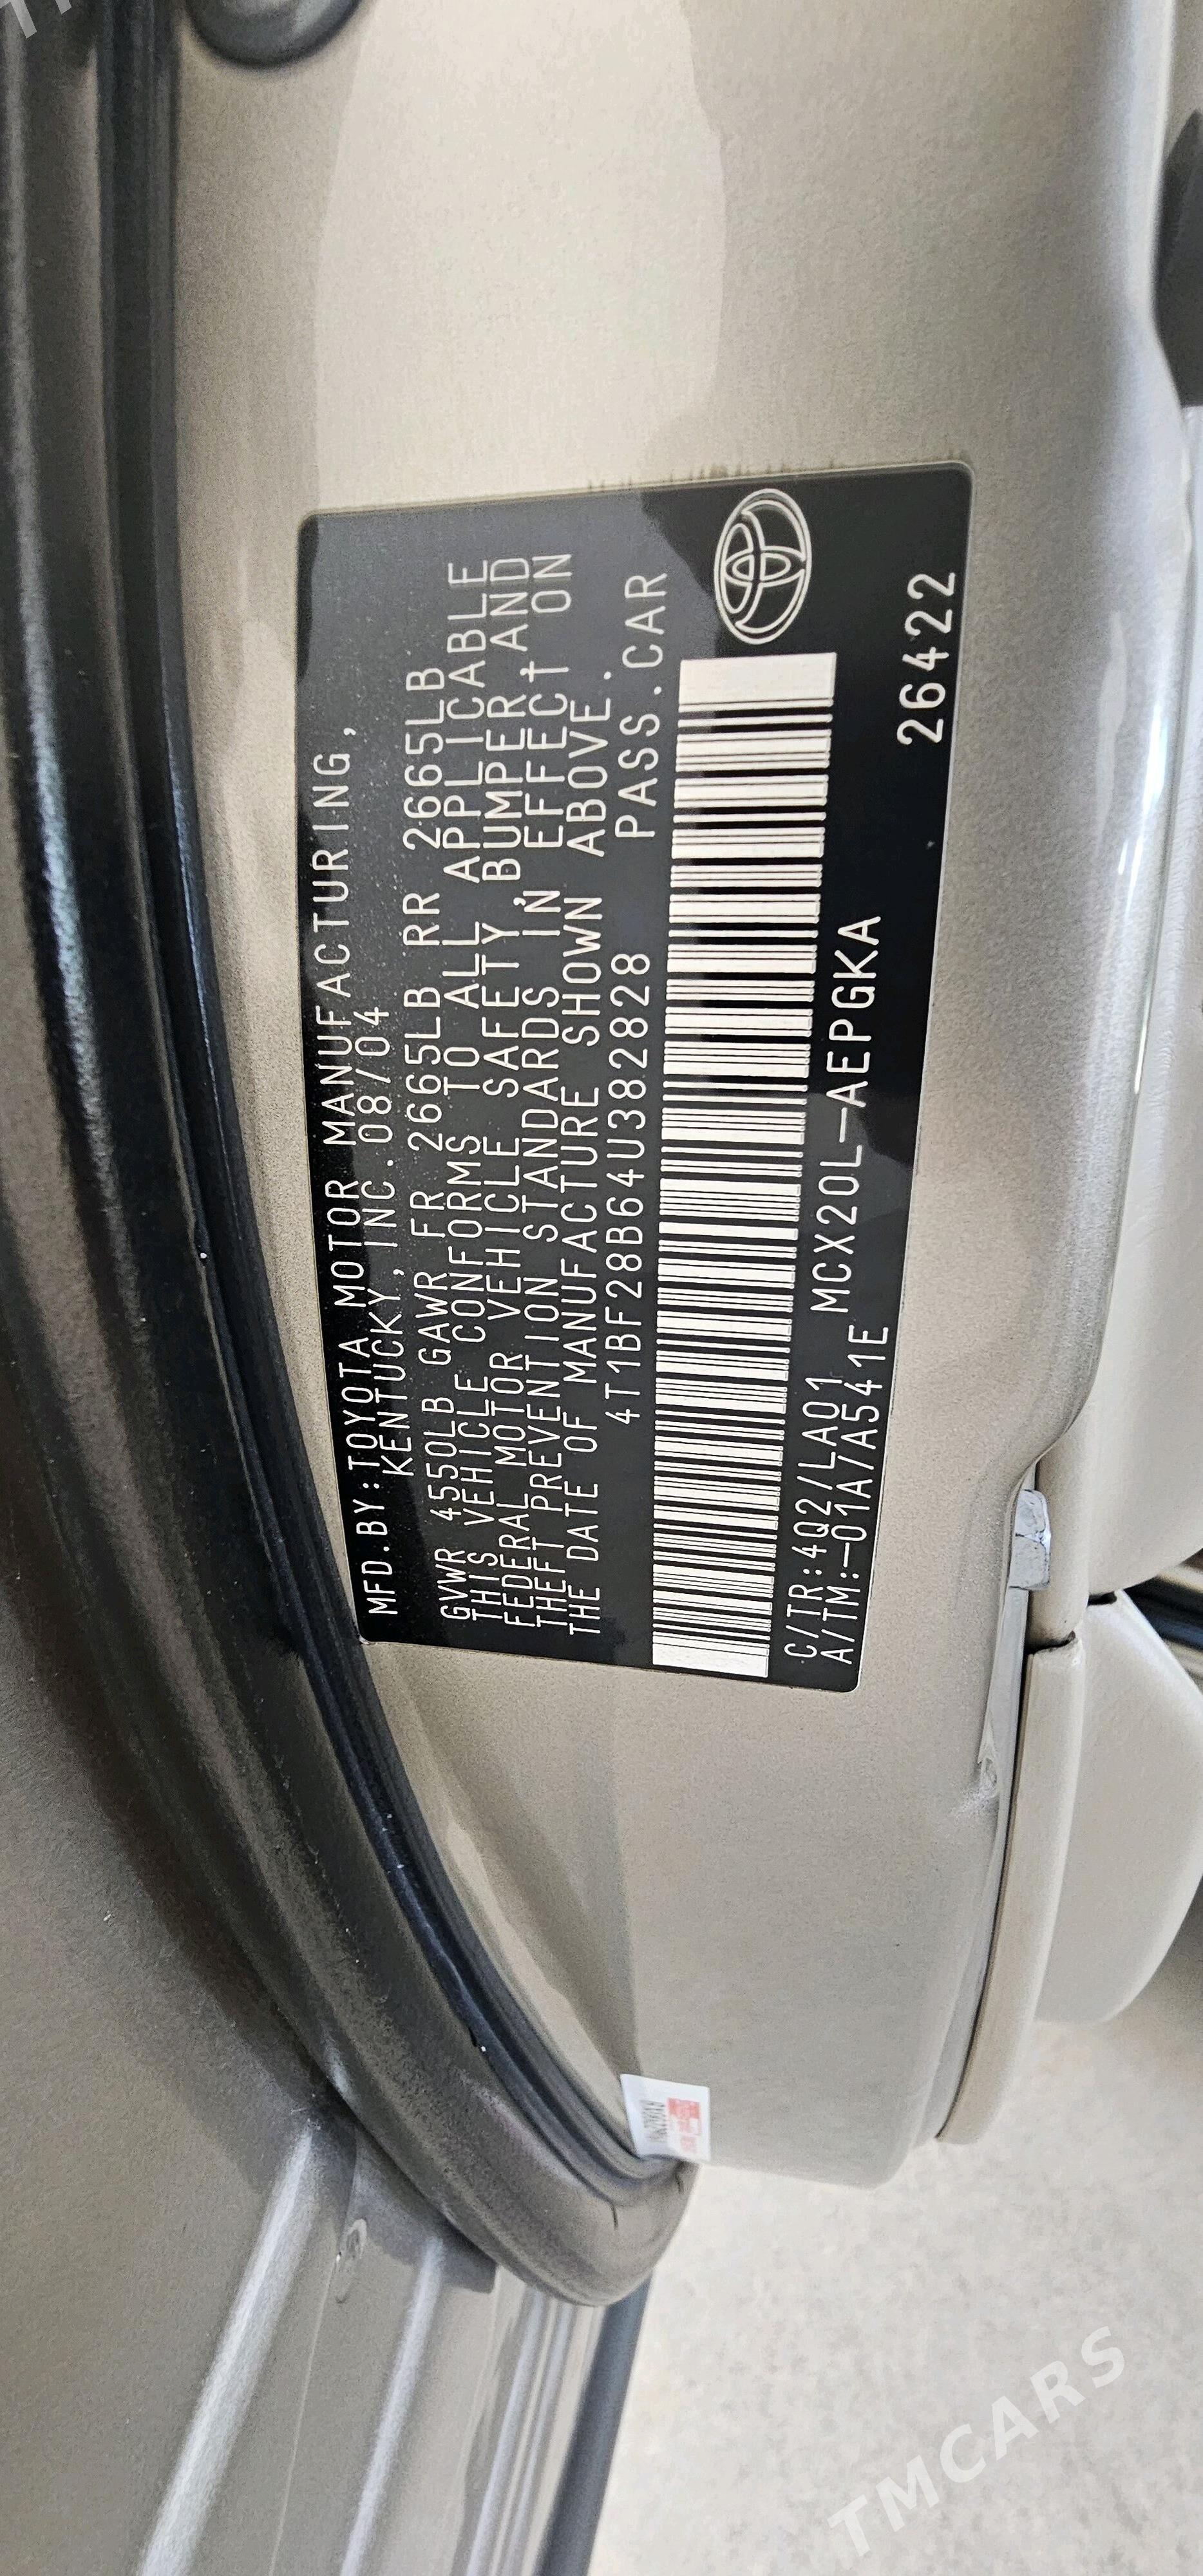 MFD.BY:TOYOTA MOTOR MANUFACTURING,
KENTUCKY, INC. 08/04
GVWR 4550LB GAWR FR 2665LB RR 2665LB
THIS VEHICLE CONFORMS TO ALL APPLICABLE
FEDERAL MOTOR VEHICLE SAFETY, BUMPER, AND
THEFT PREVENTION STANDARDS IN EFFECT ON
THE DATE OF MANUFACTURE SHOWN ABOVE.
4T1BF28B64U382828 PASS.CAR
C/TR:4Q2/LA01 MCX20L-AEPGKA
A/TM:-01A/A541E 26422
TMCARS